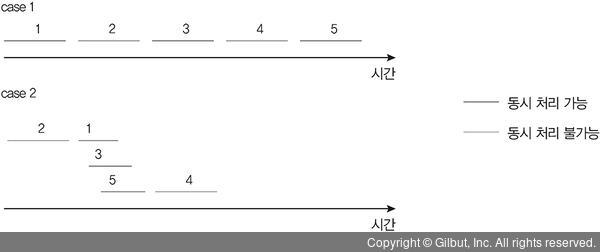 case 1
1 2 3 4 5
시간
case 2
동시 처리 가능
동시 처리 불가능
2 1
3
5 4
시간
Copyright © Gilbut, Inc. All rights reserved.